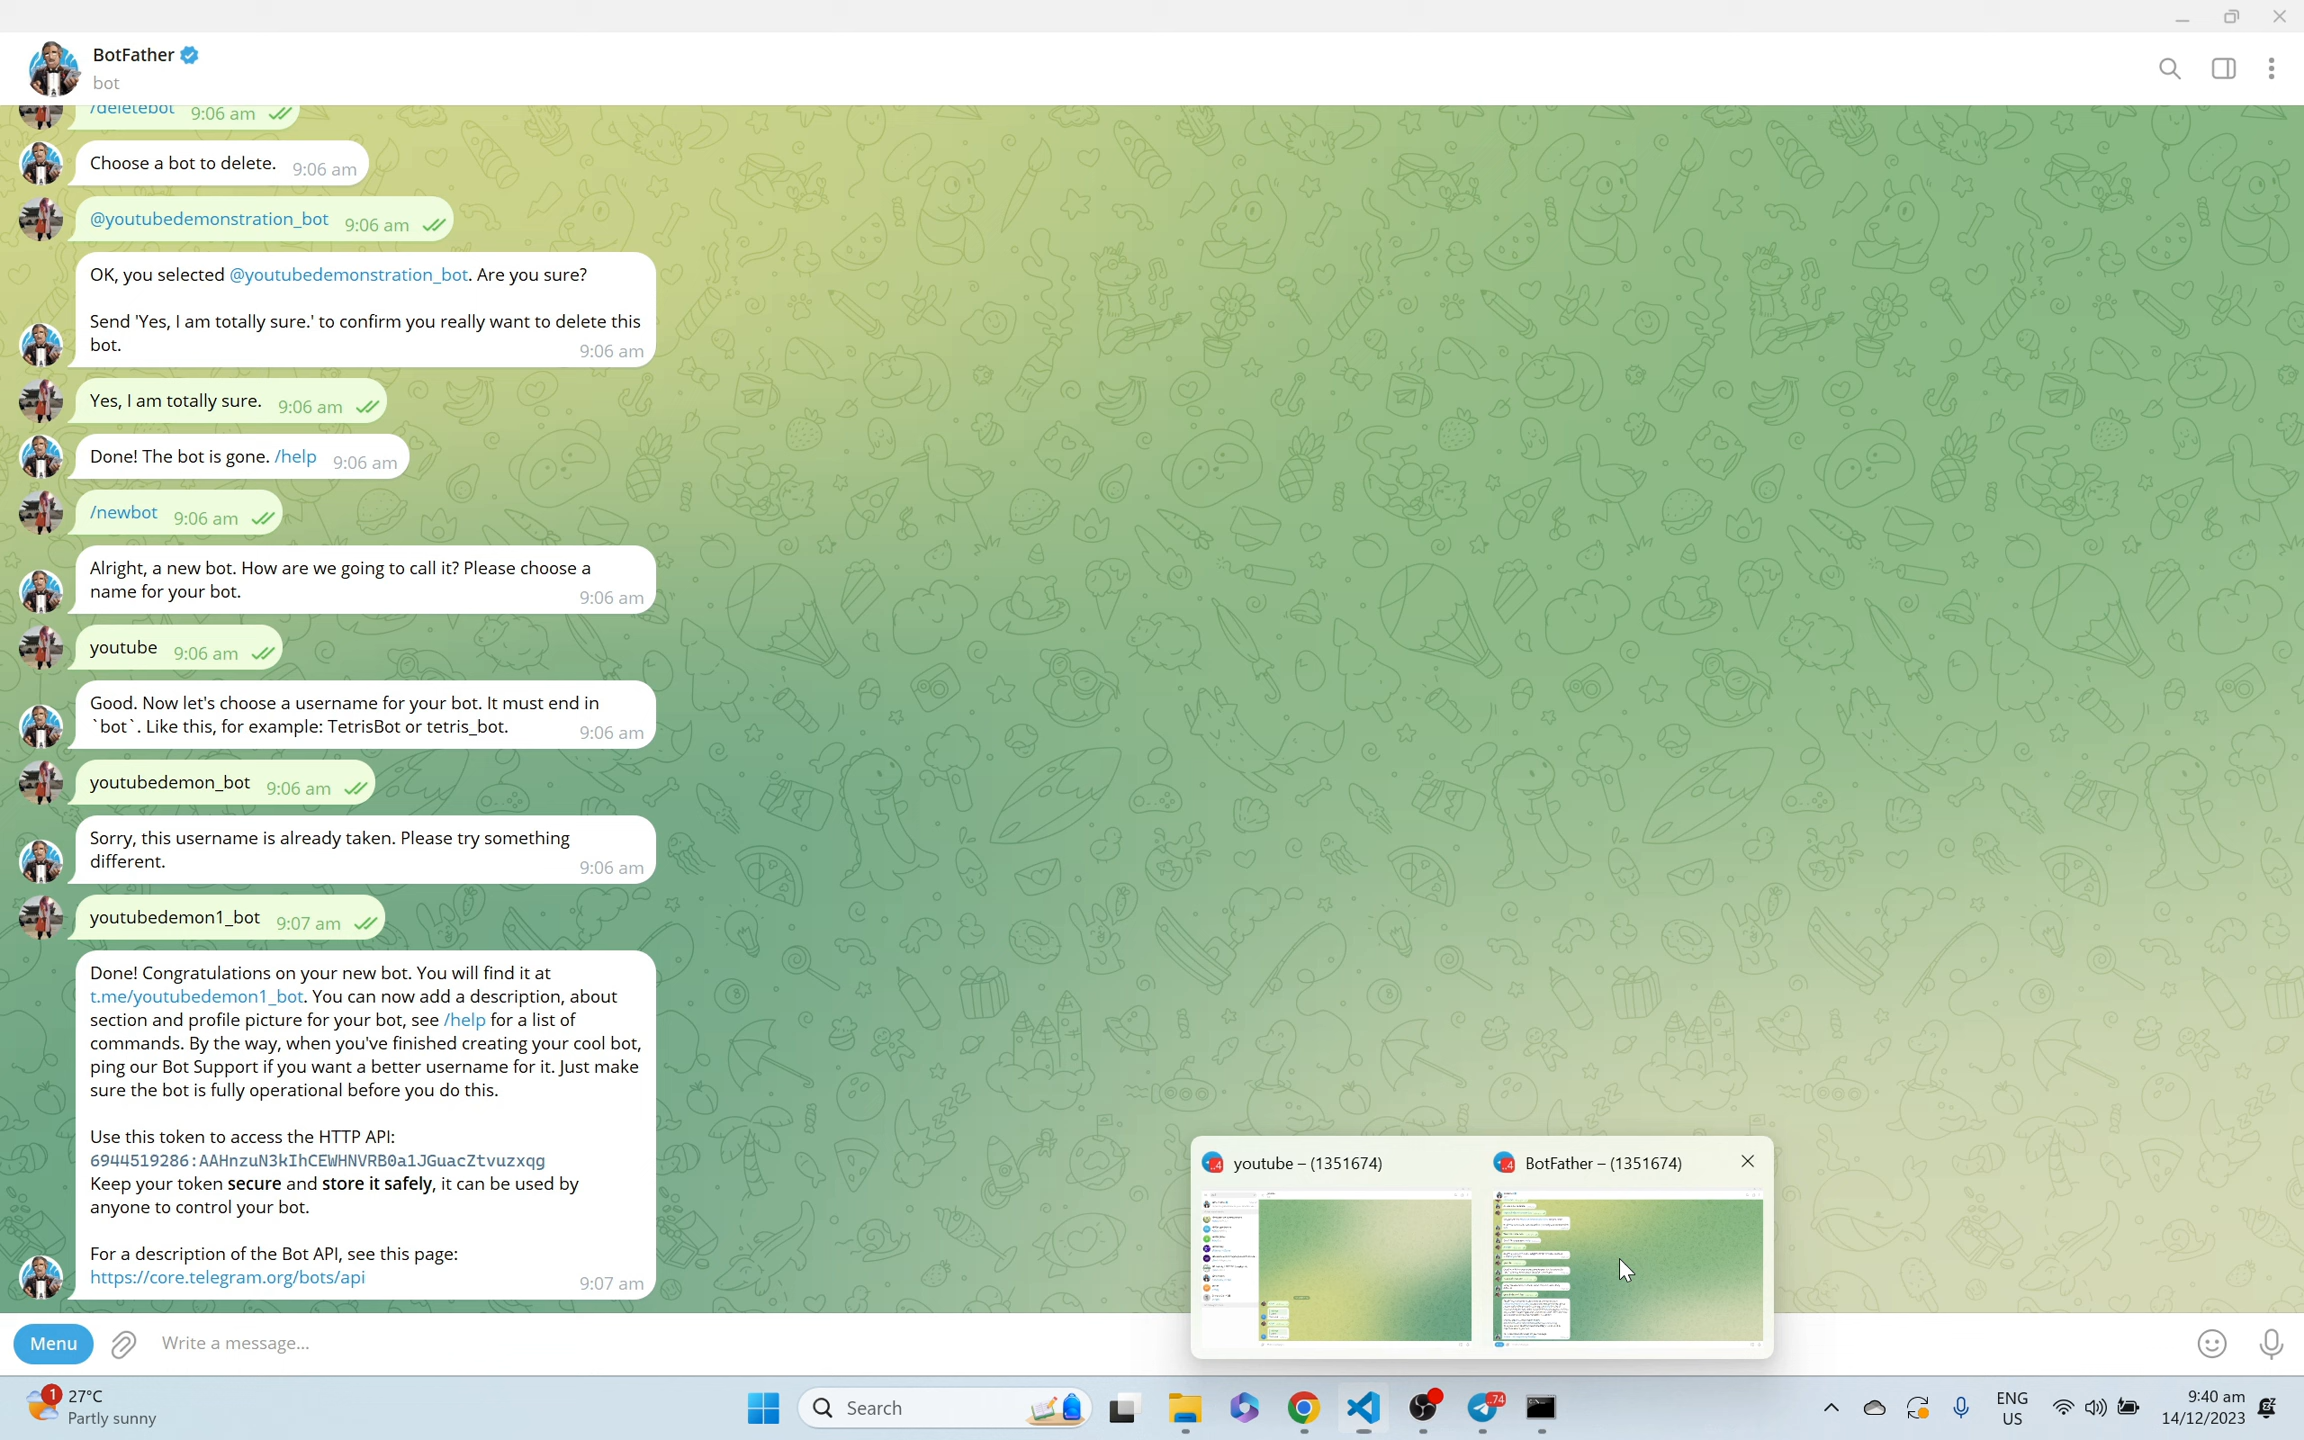 BotFather
bot
/deletebot 9:06 am
Choose a bot to delete. 9:06 am
@youtubedemonstration_bot 9:06 am
OK, you selected @youtubedemonstration_bot. Are you sure?
Send 'Yes, I am totally sure.' to confirm you really want to delete this
bot.
9:06 am
Yes, I am totally sure. 9:06 am
Done! The bot is gone. /help 9:06 am
/newbot 9:06 am
Alright, a new bot. How are we going to call it? Please choose a
name for your bot.
9:06 am
youtube 9:06 am
Good. Now let's choose a username for your bot. It must end in
`bot`. Like this, for example: TetrisBot or tetris_bot.
9:06 am
youtubedemon_bot 9:06 am
Sorry, this username is already taken. Please try something
different.
9:06 am
youtubedemon1_bot 9:07 am
Done! Congratulations on your new bot. You will find it at
t.me/youtubedemon1_bot. You can now add a description, about
section and profile picture for your bot, see /help for a list of
commands. By the way, when you've finished creating your cool bot,
ping our Bot Support if you want a better username for it. Just make
sure the bot is fully operational before you do this.
Use this token to access the HTTP API:
6944519286:AAHnzuN3kIhCEWHNVRB0a1JGuacZtvuzxqg
Keep your token secure and store it safely, it can be used by
anyone to control your bot.
For a description of the Bot API, see this page:
https://core.telegram.org/bots/api
9:07 am
youtube – (1351674)
BotFather – (1351674)
Menu
Write a message...
1
27°C
Partly sunny
Search
..74
ENG
US
9:40 am
14/12/2023